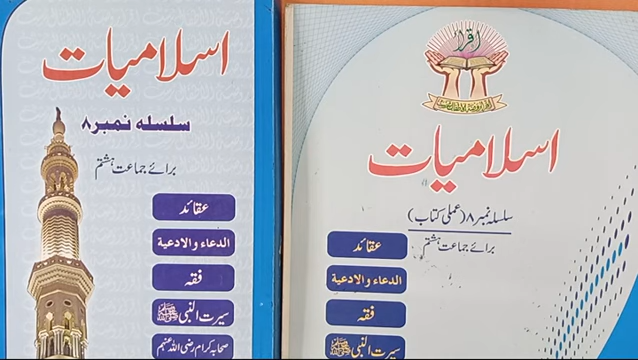 اسلامیات
سلسلہ نمبر ۸
برائے جماعت ہشتم
عقائد
الدعاء والادعیۃ
فقہ
سیرت النبی ﷺ
صحابہ کرام رضی اللہ عنہم
اقرأ
اسلامیات
سلسلہ نمبر ۸ (عملی کتاب)
برائے جماعت ہشتم
عقائد
الدعاء والادعیۃ
فقہ
سیرت النبی ﷺ